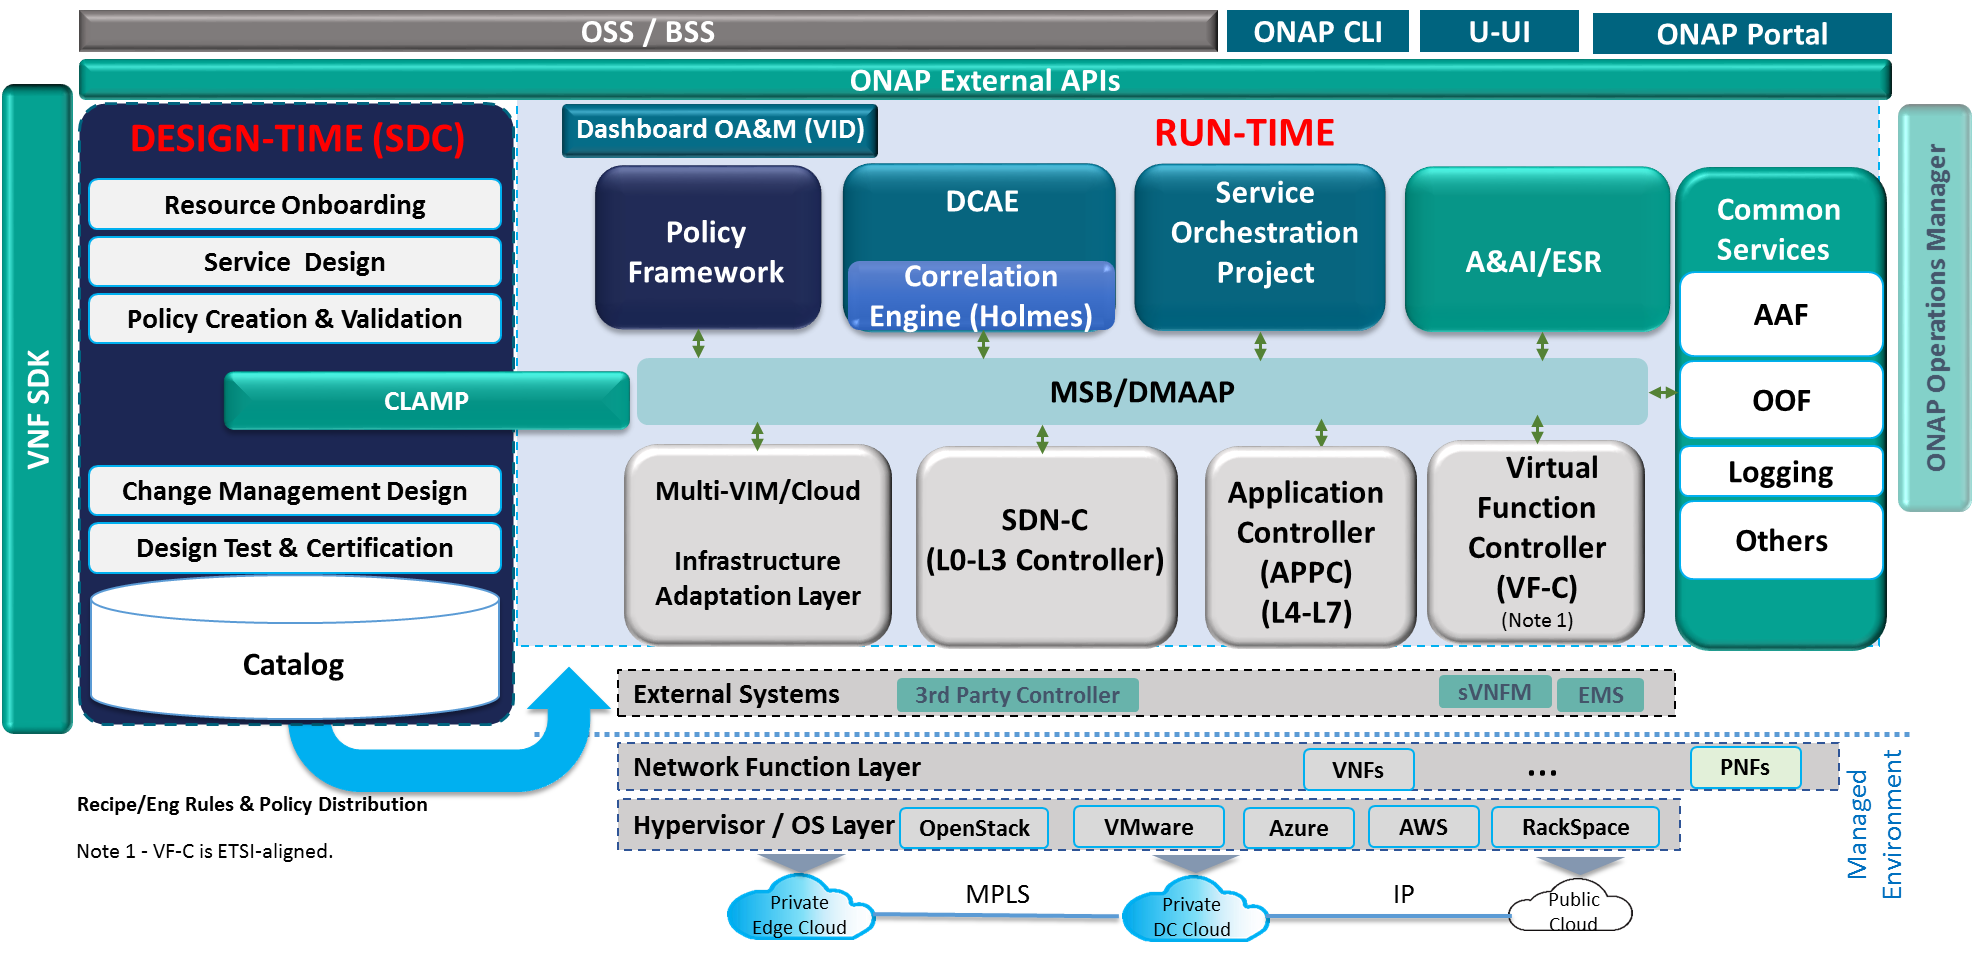 OSS / BSS
ONAP CLI
U-UI
ONAP Portal
ONAP External APIs
VNF SDK
DESIGN-TIME (SDC)
Resource Onboarding
Service Design
Policy Creation & Validation
CLAMP
Change Management Design
Design Test & Certification
Catalog
Dashboard OA&M (VID)
RUN-TIME
Policy
Framework
DCAE
Correlation
Engine (Holmes)
Service
Orchestration
Project
A&AI/ESR
MSB/DMAAP
Multi-VIM/Cloud
Infrastructure
Adaptation Layer
SDN-C
(L0-L3 Controller)
Application
Controller
(APPC)
(L4-L7)
Virtual
Function
Controller
(VF-C)
(Note 1)
Common
Services
AAF
OOF
Logging
Others
ONAP Operations Manager
External Systems
3rd Party Controller
sVNFM
EMS
Network Function Layer
VNFs
...
PNFs
Hypervisor / OS Layer
OpenStack
VMware
Azure
AWS
RackSpace
Managed
Environment
Recipe/Eng Rules & Policy Distribution
Note 1 - VF-C is ETSI-aligned.
Private
Edge Cloud
MPLS
Private
DC Cloud
IP
Public
Cloud